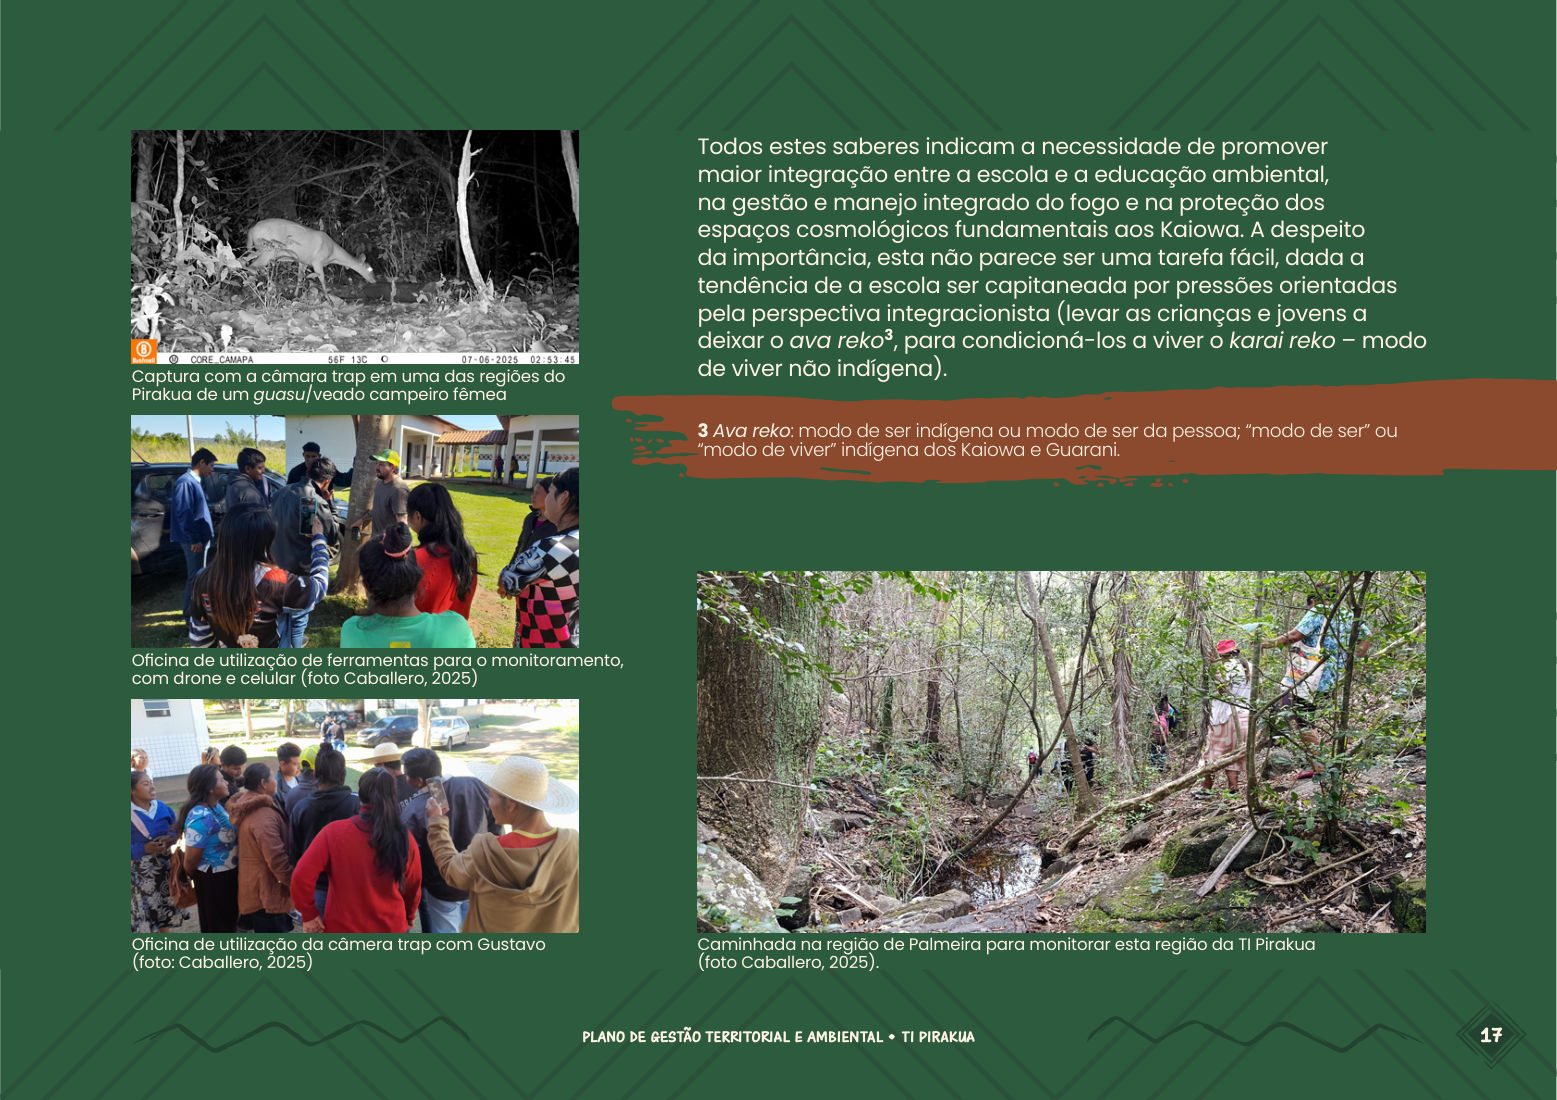 B
Bushnell
CORE_CAMAPA 56F 13C 07-06-2025 02:53:45
Captura com a câmara trap em uma das regiões do
Pirakua de um guasu/veado campeiro fêmea
Oficina de utilização de ferramentas para o monitoramento,
com drone e celular (foto Caballero, 2025)
Oficina de utilização da câmera trap com Gustavo
(foto: Caballero, 2025)
Todos estes saberes indicam a necessidade de promover
maior integração entre a escola e a educação ambiental,
na gestão e manejo integrado do fogo e na proteção dos
espaços cosmológicos fundamentais aos Kaiowa. A despeito
da importância, esta não parece ser uma tarefa fácil, dada a
tendência de a escola ser capitaneada por pressões orientadas
pela perspectiva integracionista (levar as crianças e jovens a
deixar o ava reko³, para condicioná-los a viver o karai reko – modo
de viver não indígena).
3 Ava reko: modo de ser indígena ou modo de ser da pessoa; “modo de ser” ou
“modo de viver” indígena dos Kaiowa e Guarani.
Caminhada na região de Palmeira para monitorar esta região da TI Pirakua
(foto Caballero, 2025).
PLANO DE GESTÃO TERRITORIAL E AMBIENTAL • TI PIRAKUA
17